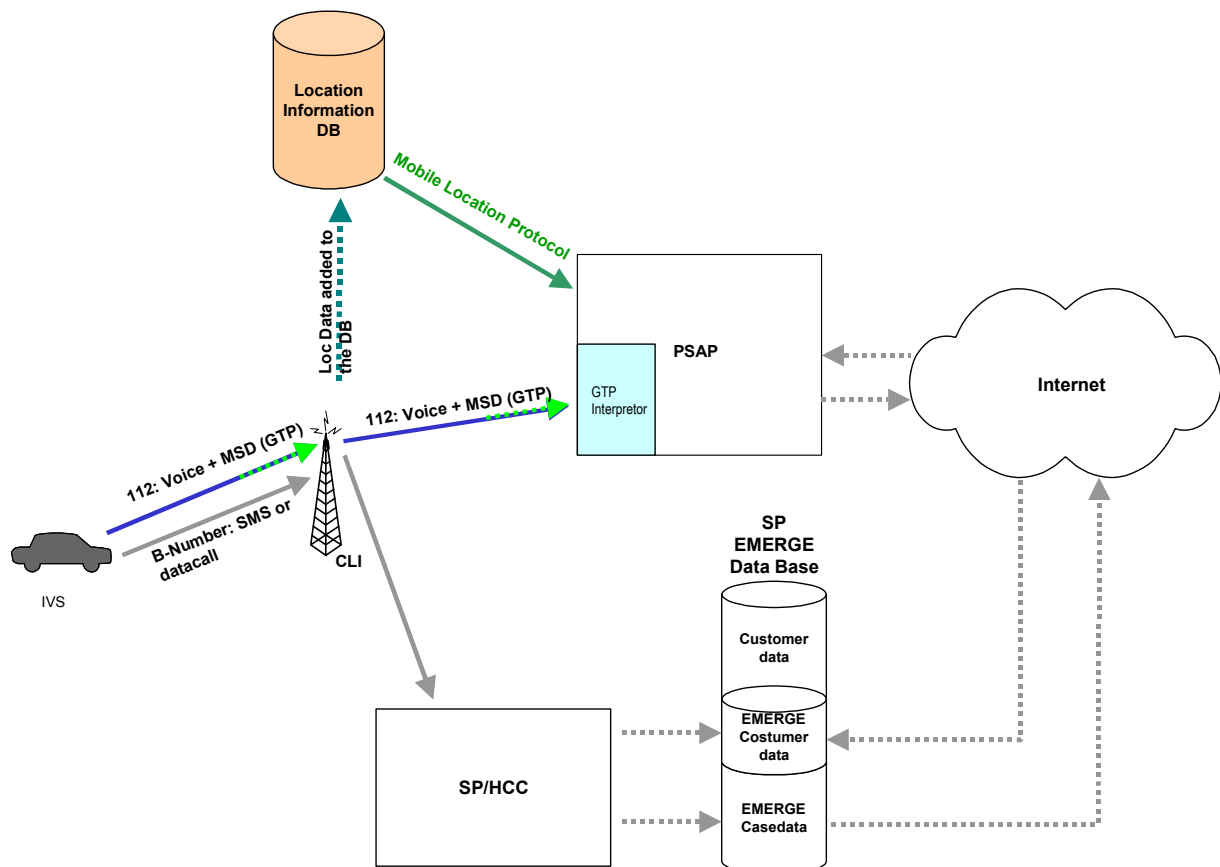 Location
Information
DB
Mobile Location Protocol
Loc Data added to
the DB
PSAP
GTP
Interpretor
Internet
112: Voice + MSD (GTP)
112: Voice + MSD (GTP)
B-Number: SMS or
datacall
CLI
IVS
SP
EMERGE
Data Base
Customer
data
EMERGE
Costumer
data
EMERGE
Casedata
SP/HCC